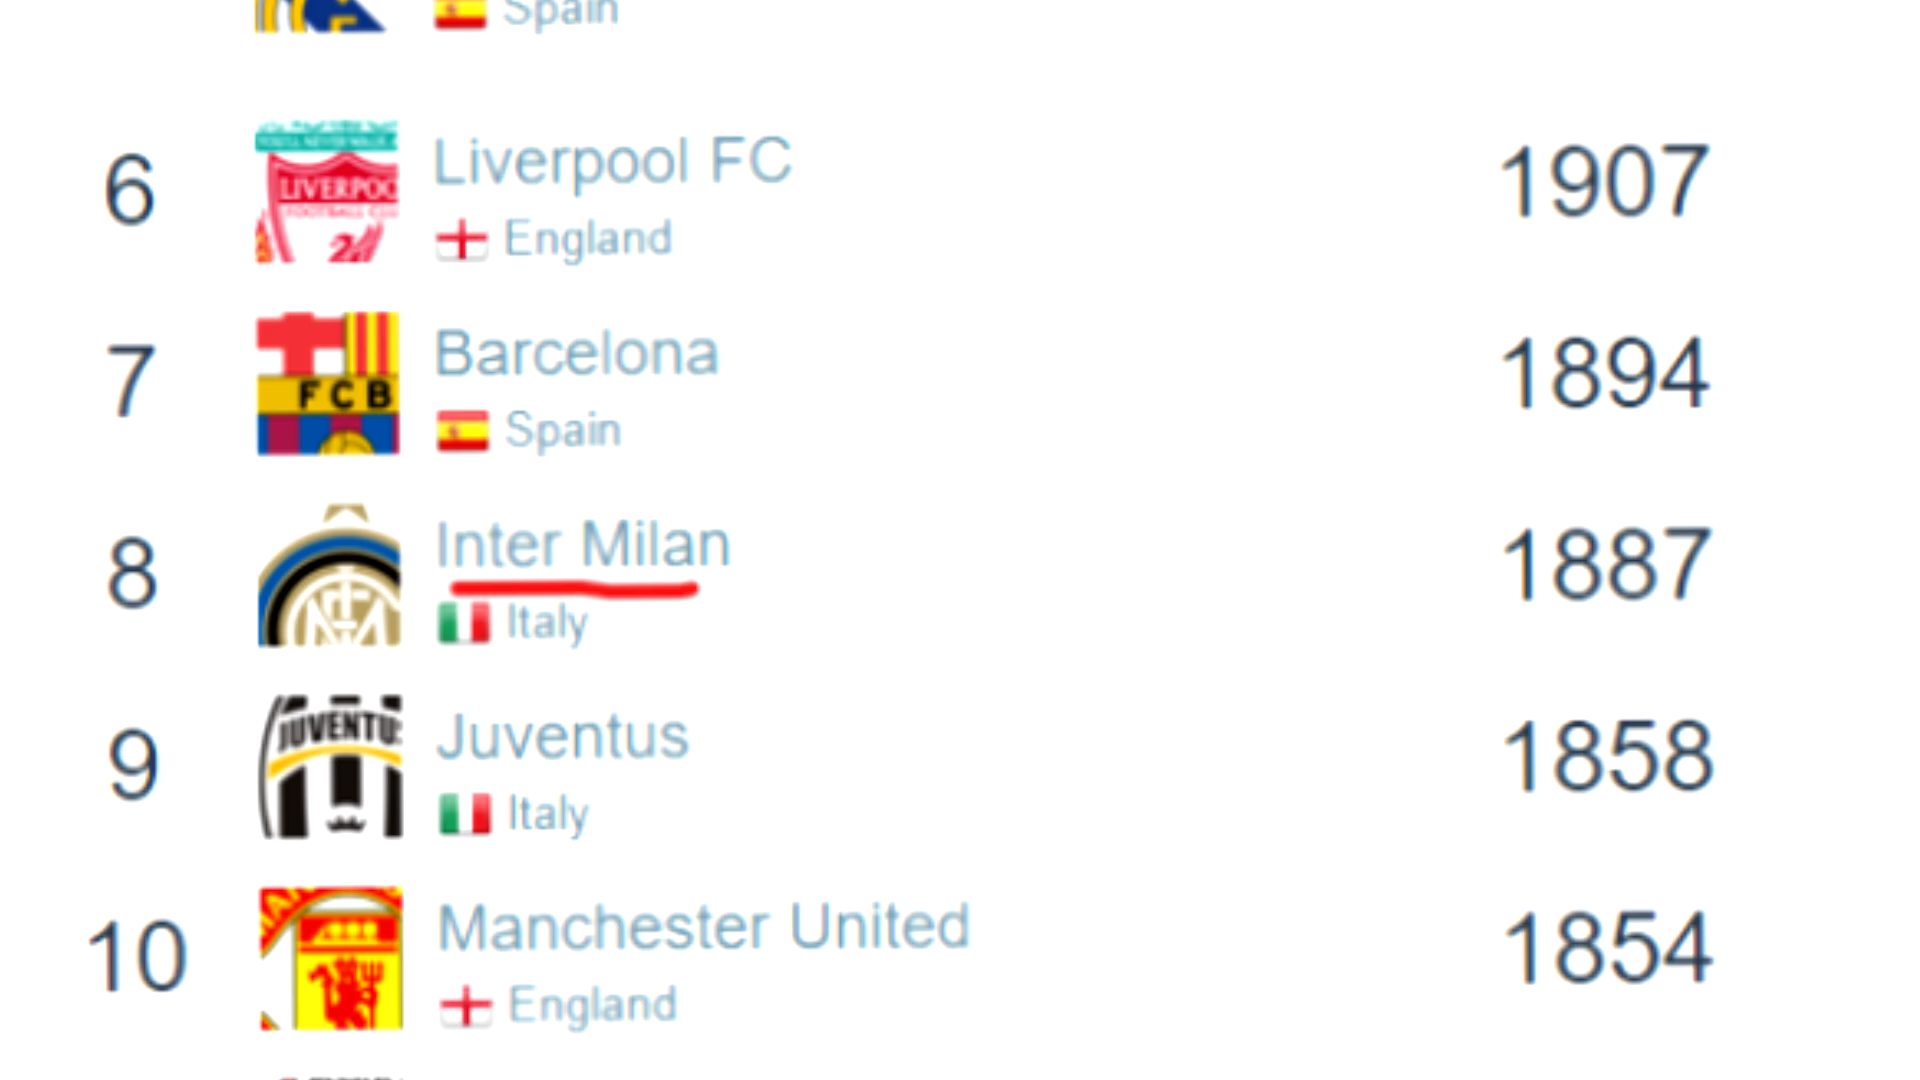 Spain
6 Liverpool FC 1907
England
7 Barcelona 1894
FCB
Spain
8 Inter Milan 1887
Italy
9 Juventus 1858
Italy
10 Manchester United 1854
England